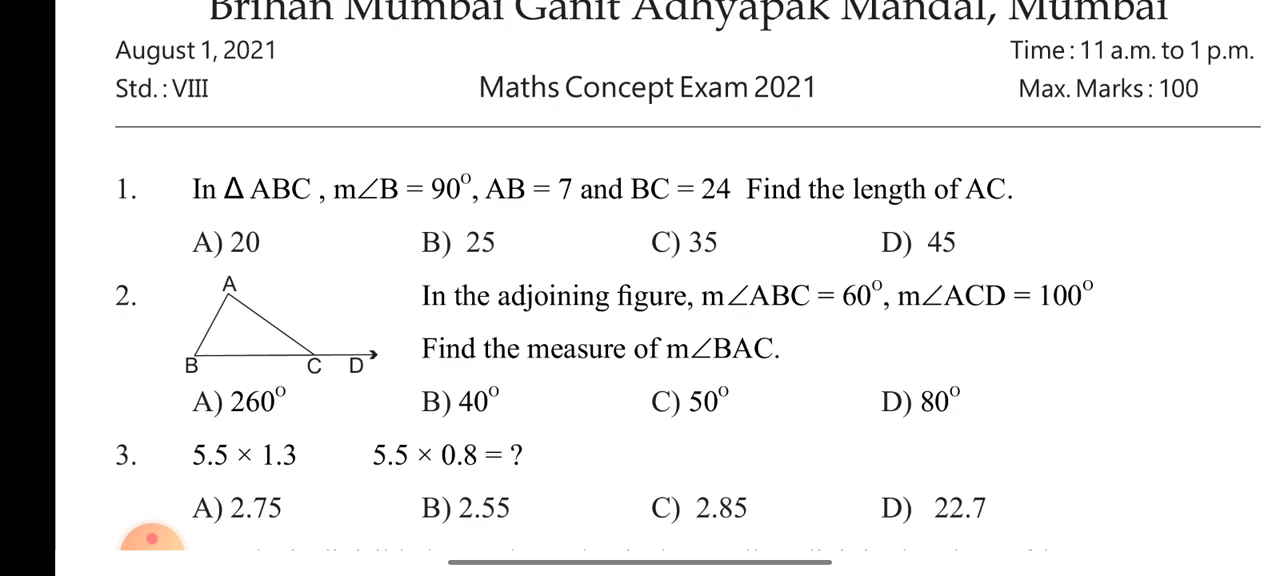 Brihan Mumbai Ganit Adhyapak Mandal, Mumbai
August 1, 2021 Time : 11 a.m. to 1 p.m.
Std. : VIII Maths Concept Exam 2021 Max. Marks : 100
1. In Δ ABC , m∠B = 90°, AB = 7 and BC = 24 Find the length of AC.
A) 20 B) 25 C) 35 D) 45
2. A In the adjoining figure, m∠ABC = 60°, m∠ACD = 100°
Find the measure of m∠BAC.
B C D
A) 260° B) 40° C) 50° D) 80°
3. 5.5 × 1.3 5.5 × 0.8 = ?
A) 2.75 B) 2.55 C) 2.85 D) 22.7